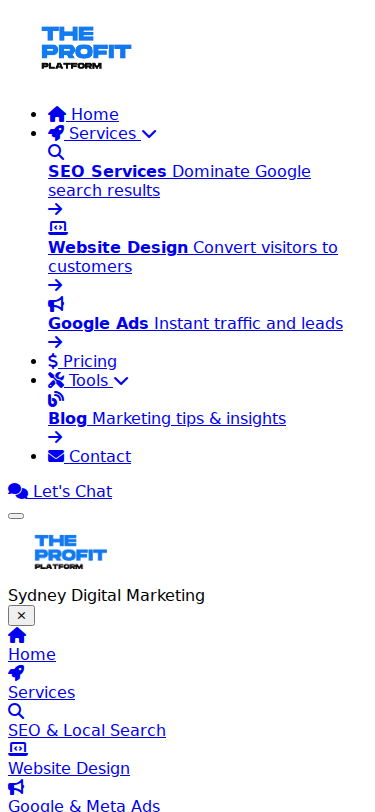 THE
PROFIT
PLATFORM
Home
Services
SEO Services Dominate Google
search results
Website Design Convert visitors to
customers
Google Ads Instant traffic and leads
Pricing
Tools
Blog Marketing tips & insights
Contact
Let's Chat
THE
PROFIT
PLATFORM
Sydney Digital Marketing
Home
Services
SEO & Local Search
Website Design
Google & Meta Ads